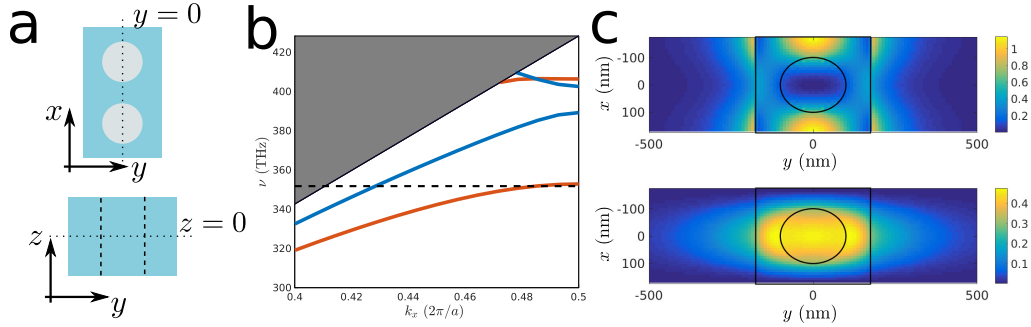 a
y = 0
x
y
z = 0
z
y
b
420
400
380
360
340
320
300
ν (THz)
0.4
0.42
0.44
0.46
0.48
0.5
k_x (2π/a)
c
-100
0
100
x (nm)
-500
0
500
y (nm)
1
0.8
0.6
0.4
0.2
-100
0
100
x (nm)
-500
0
500
y (nm)
0.4
0.3
0.2
0.1